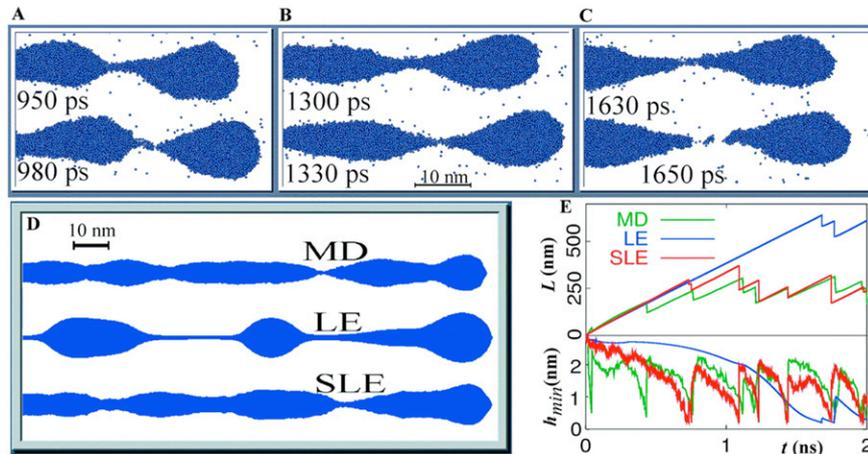 A
950 ps
980 ps
B
1300 ps
1330 ps
10 nm
C
1630 ps
1650 ps
D
10 nm
MD
LE
SLE
E
MD
LE
SLE
L (nm)
500
250
0
h_min(nm)
2
1
0
0
1
2
t (ns)